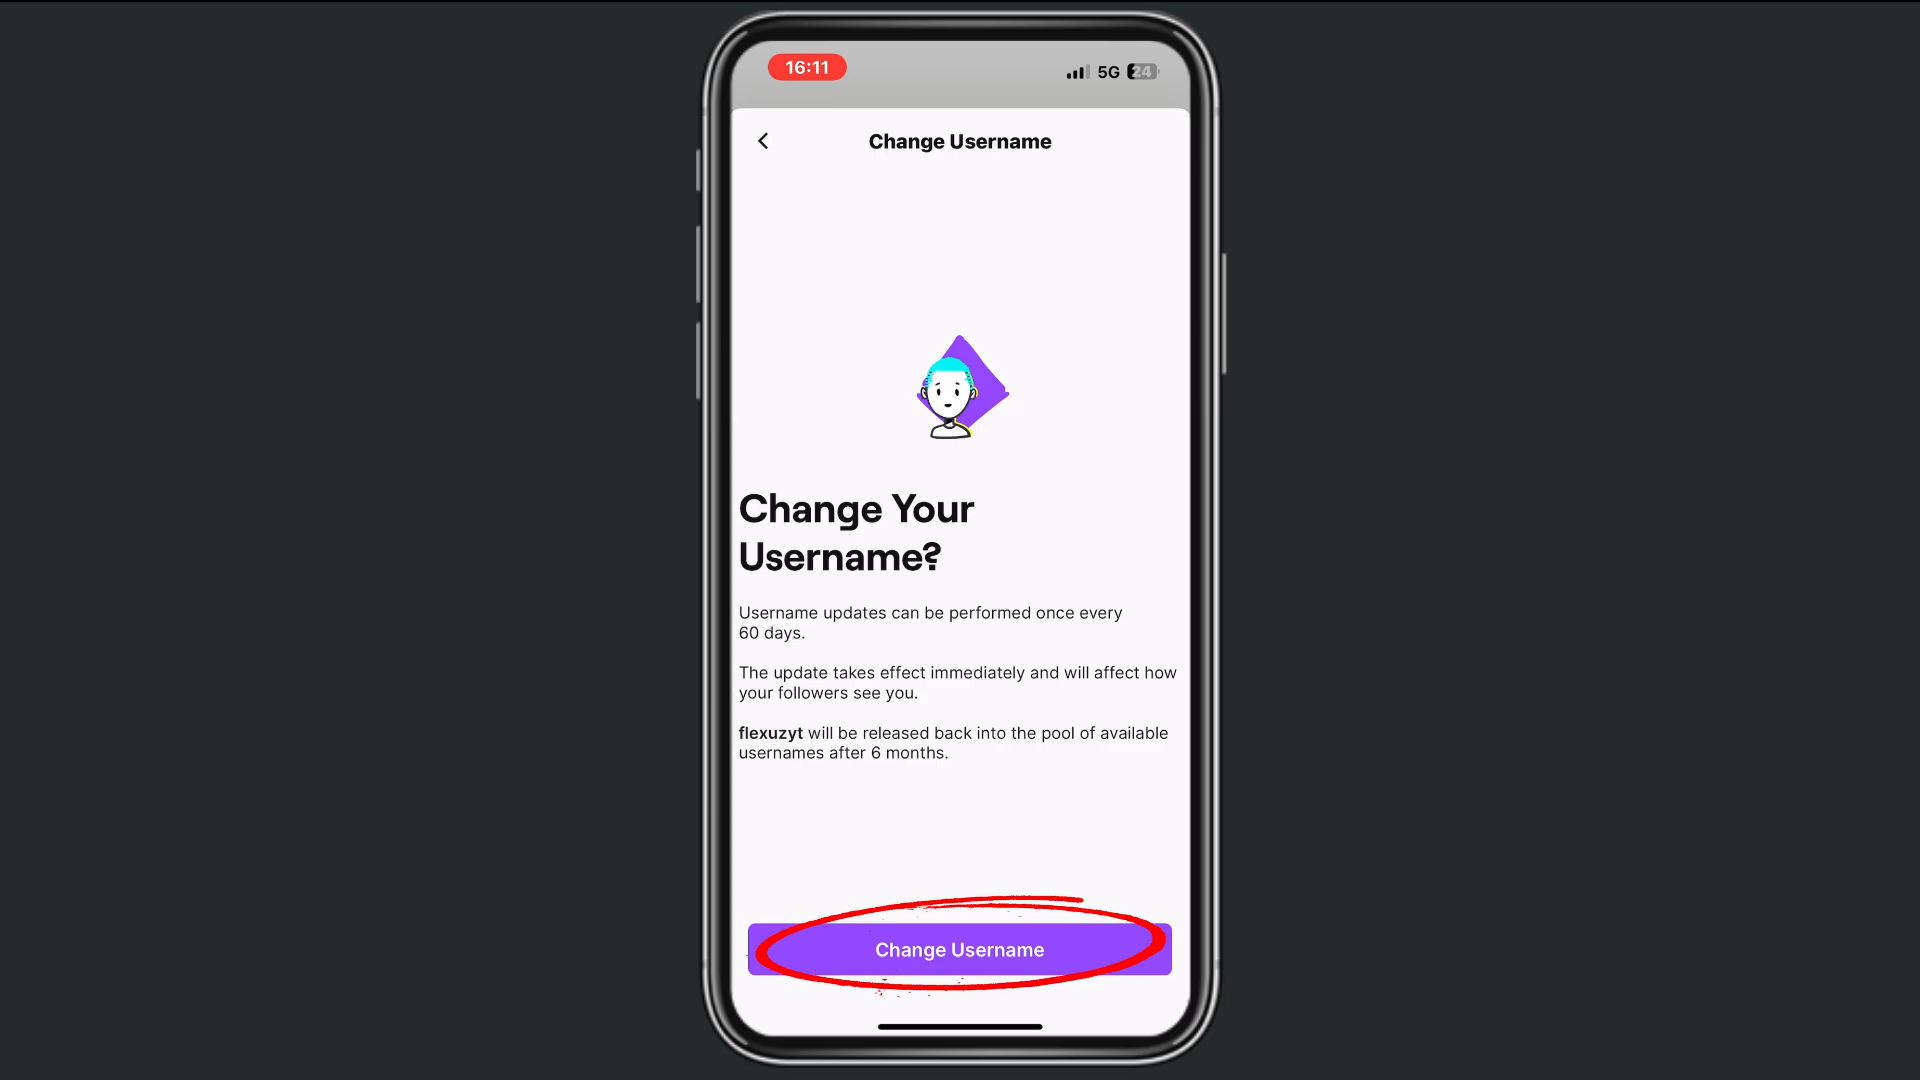 16:11
5G 24
Change Username
Change Your
Username?
Username updates can be performed once every
60 days.
The update takes effect immediately and will affect how
your followers see you.
flexuzyt will be released back into the pool of available
usernames after 6 months.
Change Username